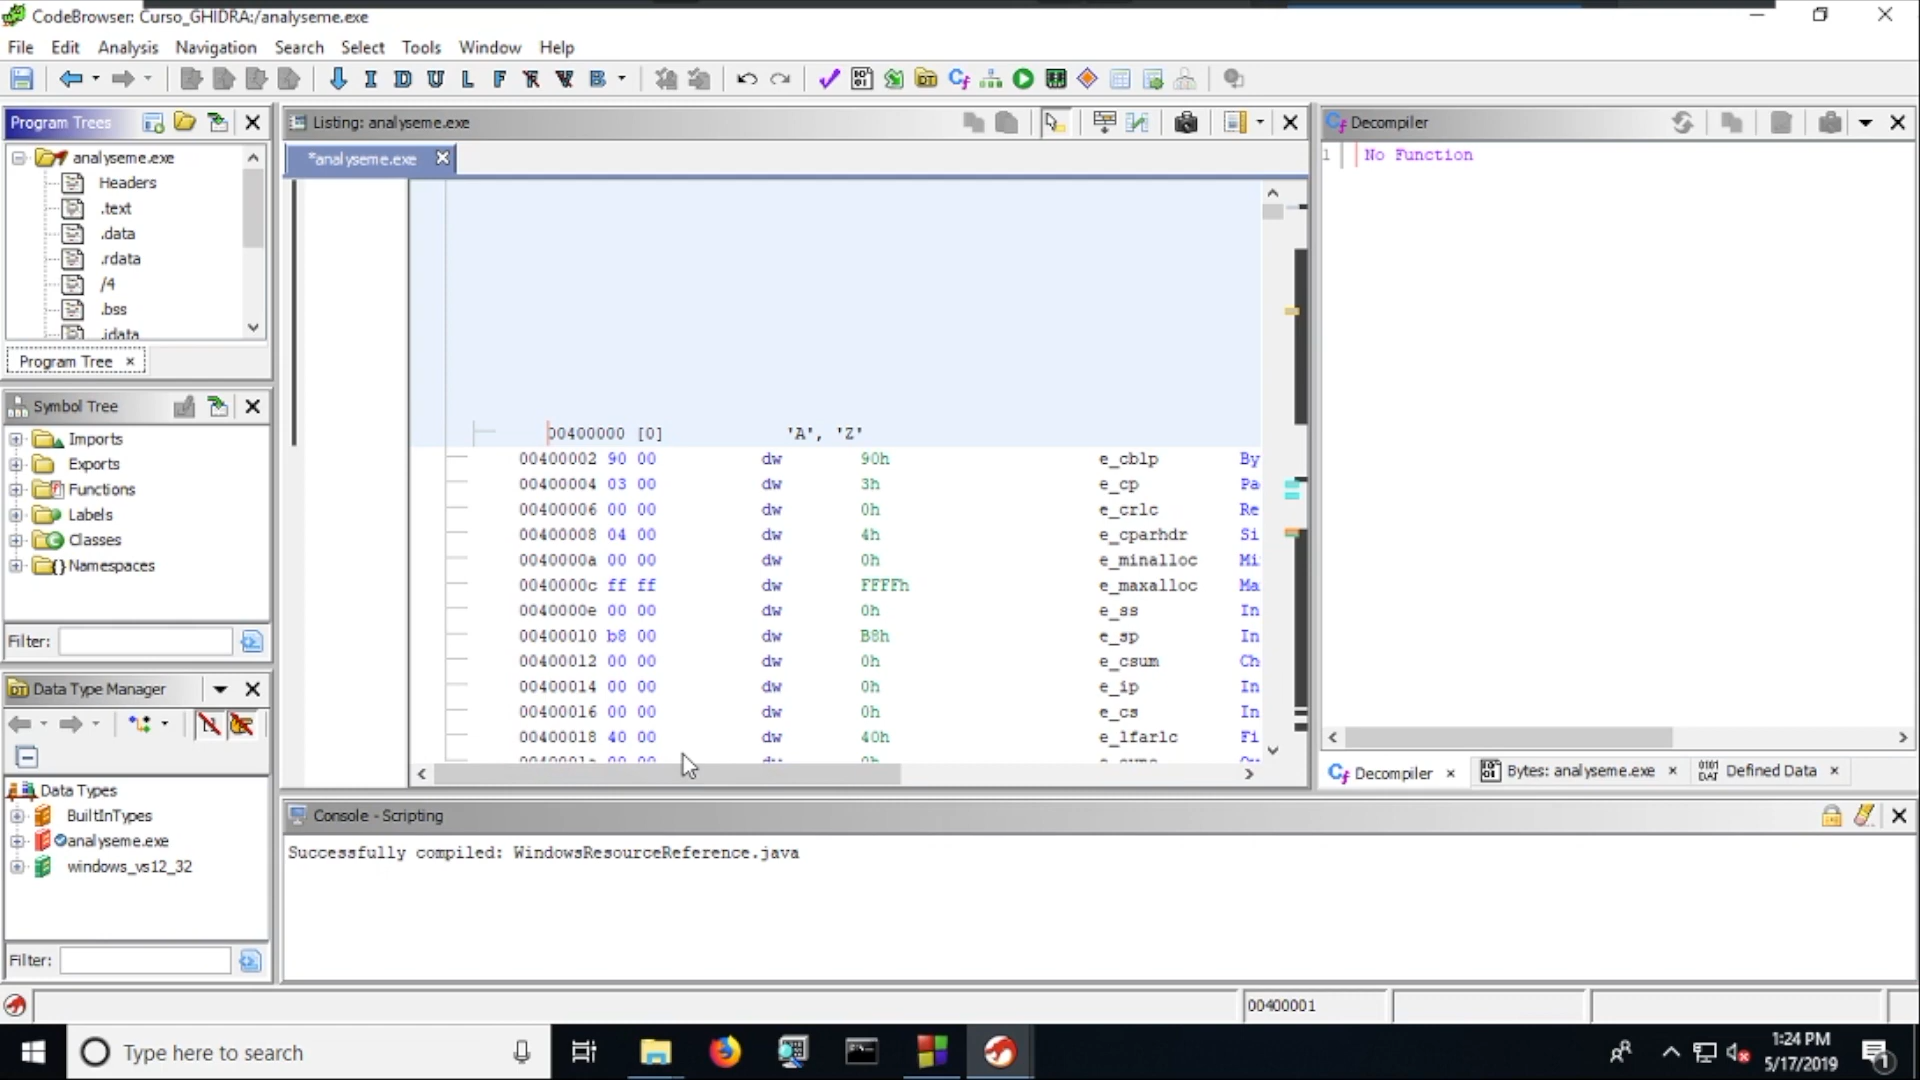 CodeBrowser: Curso_GHIDRA:/analyseme.exe
File Edit Analysis Navigation Search Select Tools Window Help
I D U L F B
Program Trees
analyseme.exe
Headers
.text
.data
.rdata
/4
.bss
.idata
Program Tree
Symbol Tree
Imports
Exports
Functions
Labels
Classes
Namespaces
Filter:
Data Type Manager
Data Types
BuiltInTypes
analyseme.exe
windows_vs12_32
Filter:
Listing: analyseme.exe
*analyseme.exe
00400000 [0] 'A', 'Z'
00400002 90 00 dw 90h e_cblp By
00400004 03 00 dw 3h e_cp Pa
00400006 00 00 dw 0h e_crlc Re
00400008 04 00 dw 4h e_cparhdr Si
0040000a 00 00 dw 0h e_minalloc Mi
0040000c ff ff dw FFFFh e_maxalloc Ma
0040000e 00 00 dw 0h e_ss In
00400010 b8 00 dw B8h e_sp In
00400012 00 00 dw 0h e_csum Ch
00400014 00 00 dw 0h e_ip In
00400016 00 00 dw 0h e_cs In
00400018 40 00 dw 40h e_lfarlc Fi
Decompiler
1 No Function
Decompiler Bytes: analyseme.exe Defined Data
Console - Scripting
Successfully compiled: WindowsResourceReference.java
00400001
Type here to search
1:24 PM
5/17/2019
1